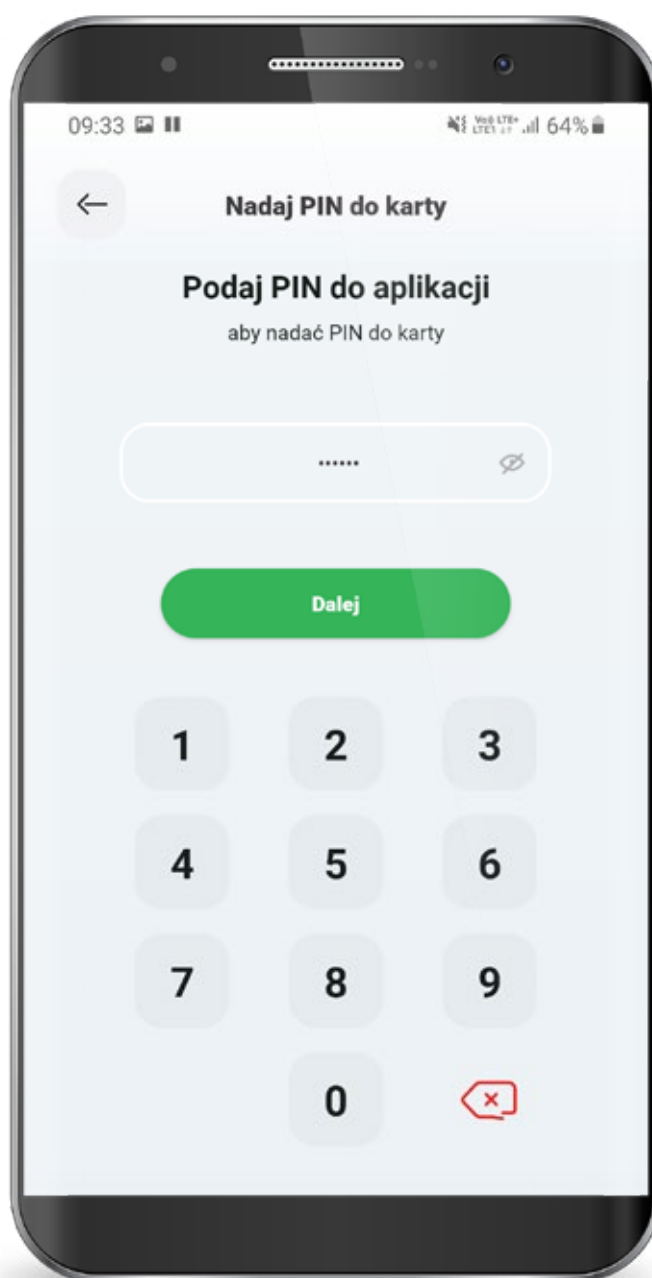 09:33
64%
Nadaj PIN do karty
Podaj PIN do aplikacji
aby nadać PIN do karty
••••••
Dalej
1 2 3
4 5 6
7 8 9
0